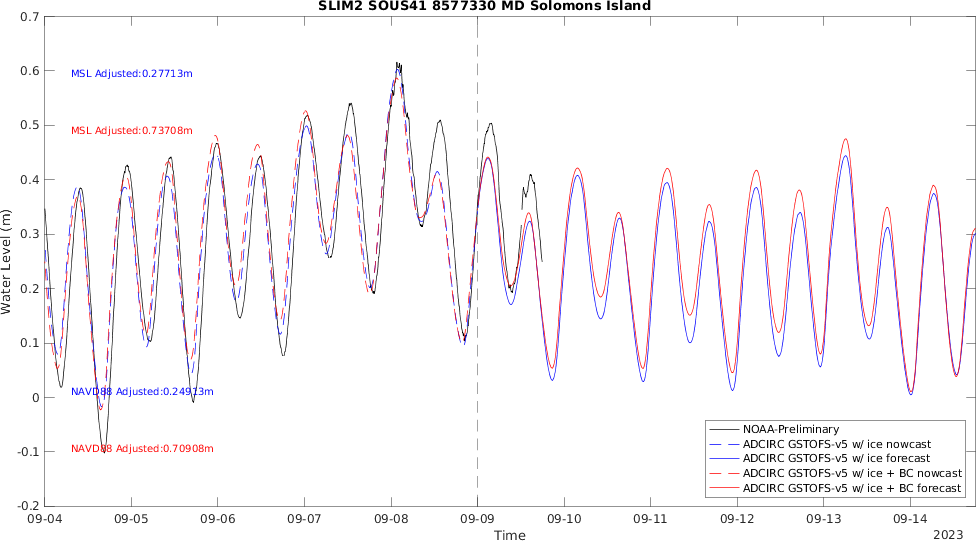 SLIM2 SOUS41 8577330 MD Solomons Island
0.7
0.6
0.5
0.4
0.3
0.2
0.1
0
-0.1
-0.2
Water Level (m)
MSL Adjusted:0.27713m
MSL Adjusted:0.73708m
NAVD88 Adjusted:0.24913m
NAVD88 Adjusted:0.70908m
NOAA-Preliminary
ADCIRC GSTOFS-v5 w/ ice nowcast
ADCIRC GSTOFS-v5 w/ ice forecast
ADCIRC GSTOFS-v5 w/ ice + BC nowcast
ADCIRC GSTOFS-v5 w/ ice + BC forecast
09-04 09-05 09-06 09-07 09-08 09-09 09-10 09-11 09-12 09-13 09-14
Time
2023